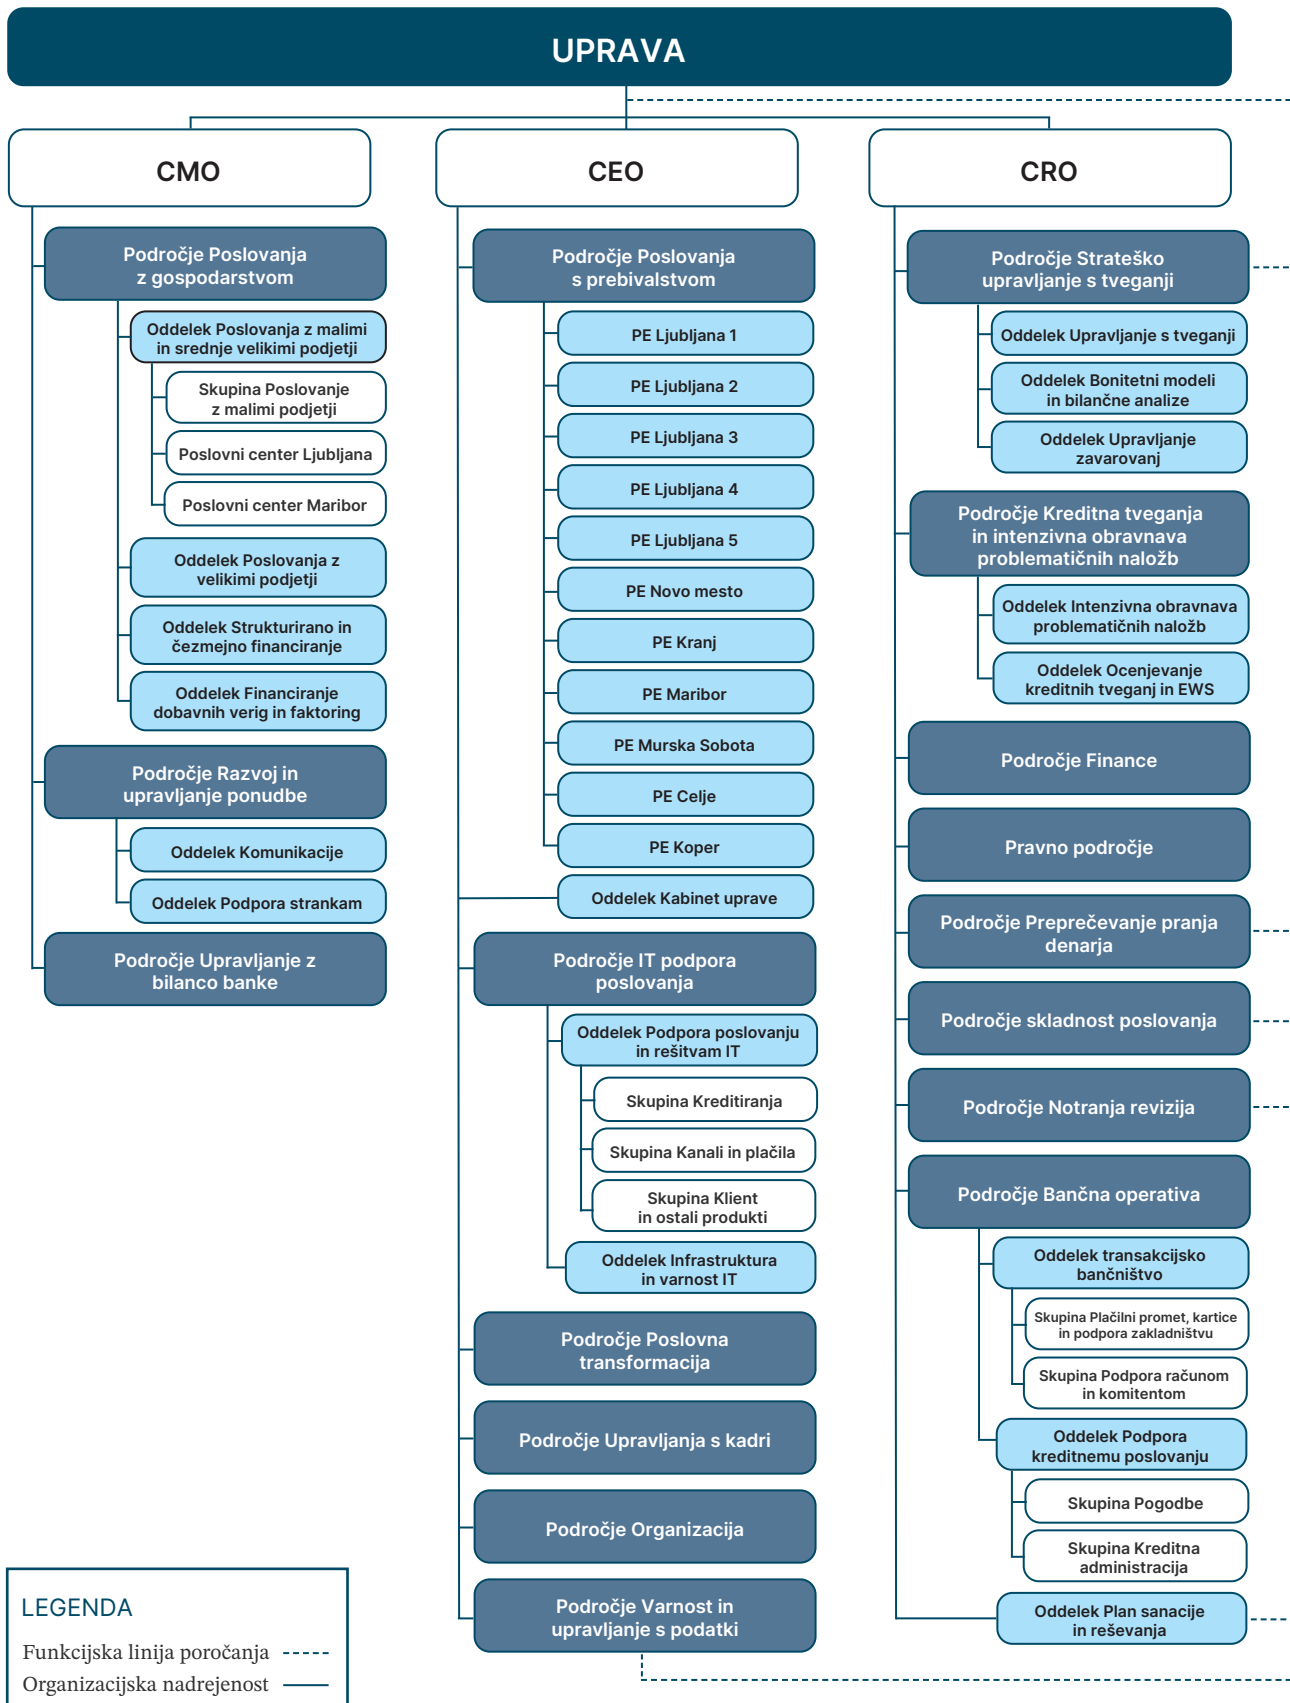 UPRAVA
CMO
Področje Poslovanja
z gospodarstvom
Oddelek Poslovanja z malimi
in srednje velikimi podjetji
Skupina Poslovanje
z malimi podjetji
Poslovni center Ljubljana
Poslovni center Maribor
Oddelek Poslovanja z
velikimi podjetji
Oddelek Strukturirano in
čezmejno financiranje
Oddelek Financiranje
dobavnih verig in faktoring
Področje Razvoj in
upravljanje ponudbe
Oddelek Komunikacije
Oddelek Podpora strankam
Področje Upravljanje z
bilanco banke
CEO
Področje Poslovanja
s prebivalstvom
PE Ljubljana 1
PE Ljubljana 2
PE Ljubljana 3
PE Ljubljana 4
PE Ljubljana 5
PE Novo mesto
PE Kranj
PE Maribor
PE Murska Sobota
PE Celje
PE Koper
Oddelek Kabinet uprave
Področje IT podpora
poslovanja
Oddelek Podpora poslovanju
in rešitvam IT
Skupina Kreditiranja
Skupina Kanali in plačila
Skupina Klient
in ostali produkti
Oddelek Infrastruktura
in varnost IT
Področje Poslovna
transformacija
Področje Upravljanja s kadri
Področje Organizacija
Področje Varnost in
upravljanje s podatki
CRO
Področje Strateško
upravljanje s tveganji
Oddelek Upravljanje s tveganji
Oddelek Bonitetni modeli
in bilančne analize
Oddelek Upravljanje
zavarovanj
Področje Kreditna tveganja
in intenzivna obravnava
problematičnih naložb
Oddelek Intenzivna obravnava
problematičnih naložb
Oddelek Ocenjevanje
kreditnih tveganj in EWS
Področje Finance
Pravno področje
Področje Preprečevanje pranja
denarja
Področje skladnost poslovanja
Področje Notranja revizija
Področje Bančna operativa
Oddelek transakcijsko
bančništvo
Skupina Plačilni promet, kartice
in podpora zakladništvu
Skupina Podpora računom
in komitentom
Oddelek Podpora
kreditnemu poslovanju
Skupina Pogodbe
Skupina Kreditna
administracija
Oddelek Plan sanacije
in reševanja
LEGENDA
Funkcijska linija poročanja
Organizacijska nadrejenost